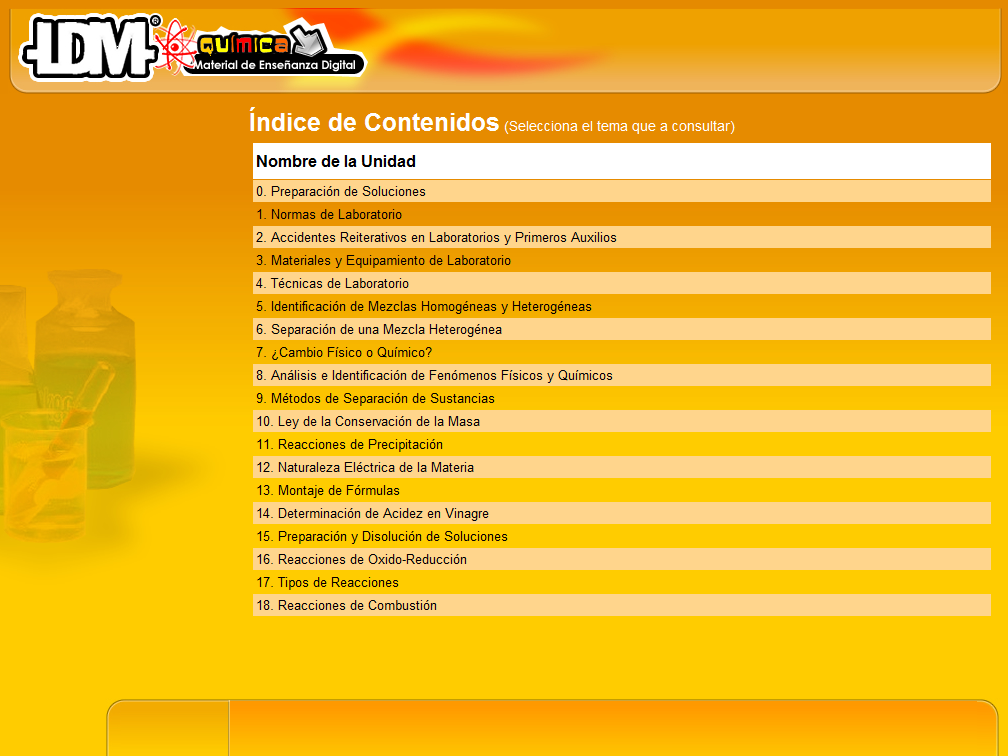 LDM®
QUÍMICA
Material de Enseñanza Digital
Índice de Contenidos (Selecciona el tema que a consultar)
Nombre de la Unidad
0. Preparación de Soluciones
1. Normas de Laboratorio
2. Accidentes Reiterativos en Laboratorios y Primeros Auxilios
3. Materiales y Equipamiento de Laboratorio
4. Técnicas de Laboratorio
5. Identificación de Mezclas Homogéneas y Heterogéneas
6. Separación de una Mezcla Heterogénea
7. ¿Cambio Físico o Químico?
8. Análisis e Identificación de Fenómenos Físicos y Químicos
9. Métodos de Separación de Sustancias
10. Ley de la Conservación de la Masa
11. Reacciones de Precipitación
12. Naturaleza Eléctrica de la Materia
13. Montaje de Fórmulas
14. Determinación de Acidez en Vinagre
15. Preparación y Disolución de Soluciones
16. Reacciones de Oxido-Reducción
17. Tipos de Reacciones
18. Reacciones de Combustión